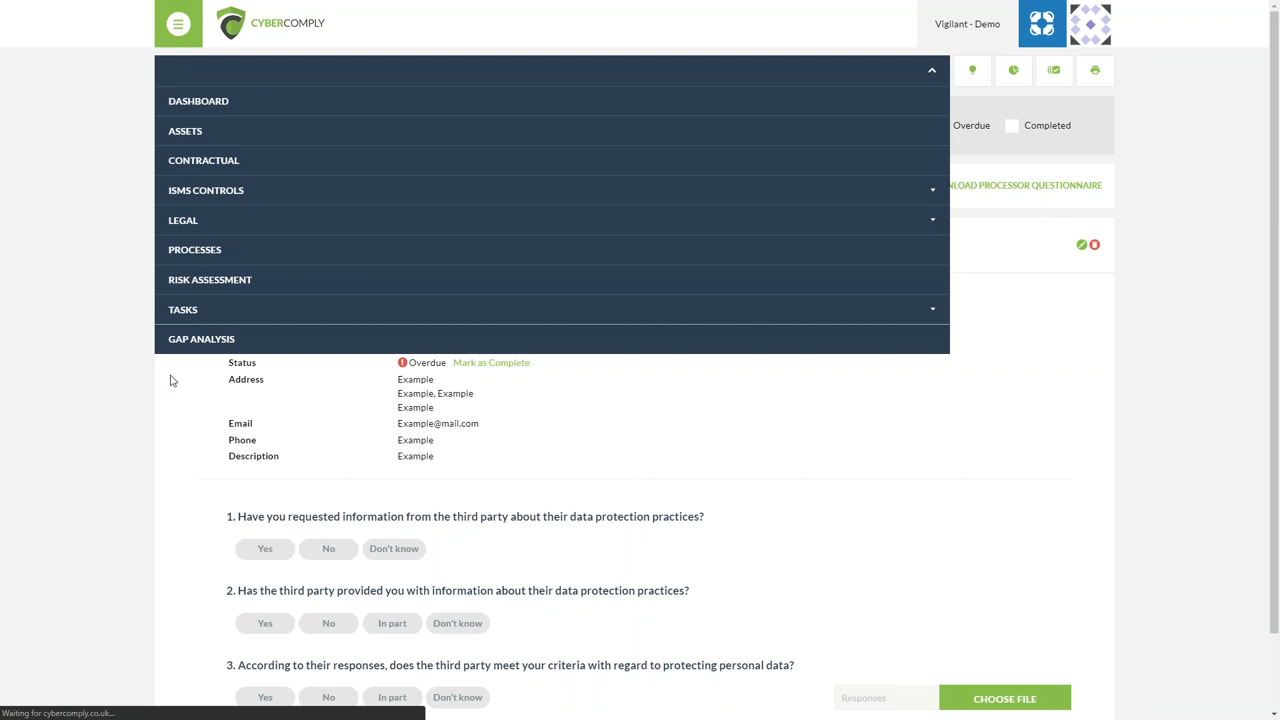 CYBERCOMPLY
Vigilant - Demo
DASHBOARD
ASSETS
CONTRACTUAL
Overdue
Completed
ISMS CONTROLS
NLOAD PROCESSOR QUESTIONNAIRE
LEGAL
PROCESSES
RISK ASSESSMENT
TASKS
GAP ANALYSIS
Status Overdue Mark as Complete
Address Example
Example, Example
Example
Email Example@mail.com
Phone Example
Description Example
1. Have you requested information from the third party about their data protection practices?
Yes No Don't know
2. Has the third party provided you with information about their data protection practices?
Yes No In part Don't know
3. According to their responses, does the third party meet your criteria with regard to protecting personal data?
Yes No In part Don't know
Responses CHOOSE FILE
Waiting for cybercomply.co.uk...